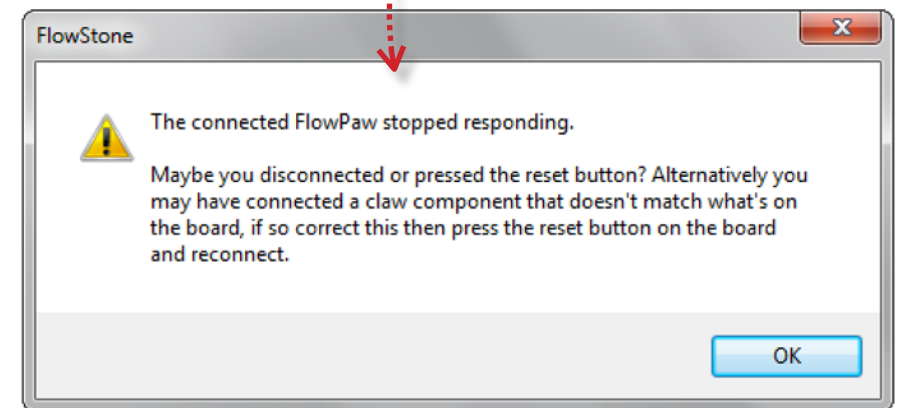 FlowStone
The connected FlowPaw stopped responding.
Maybe you disconnected or pressed the reset button? Alternatively you
may have connected a claw component that doesn't match what's on
the board, if so correct this then press the reset button on the board
and reconnect.
OK